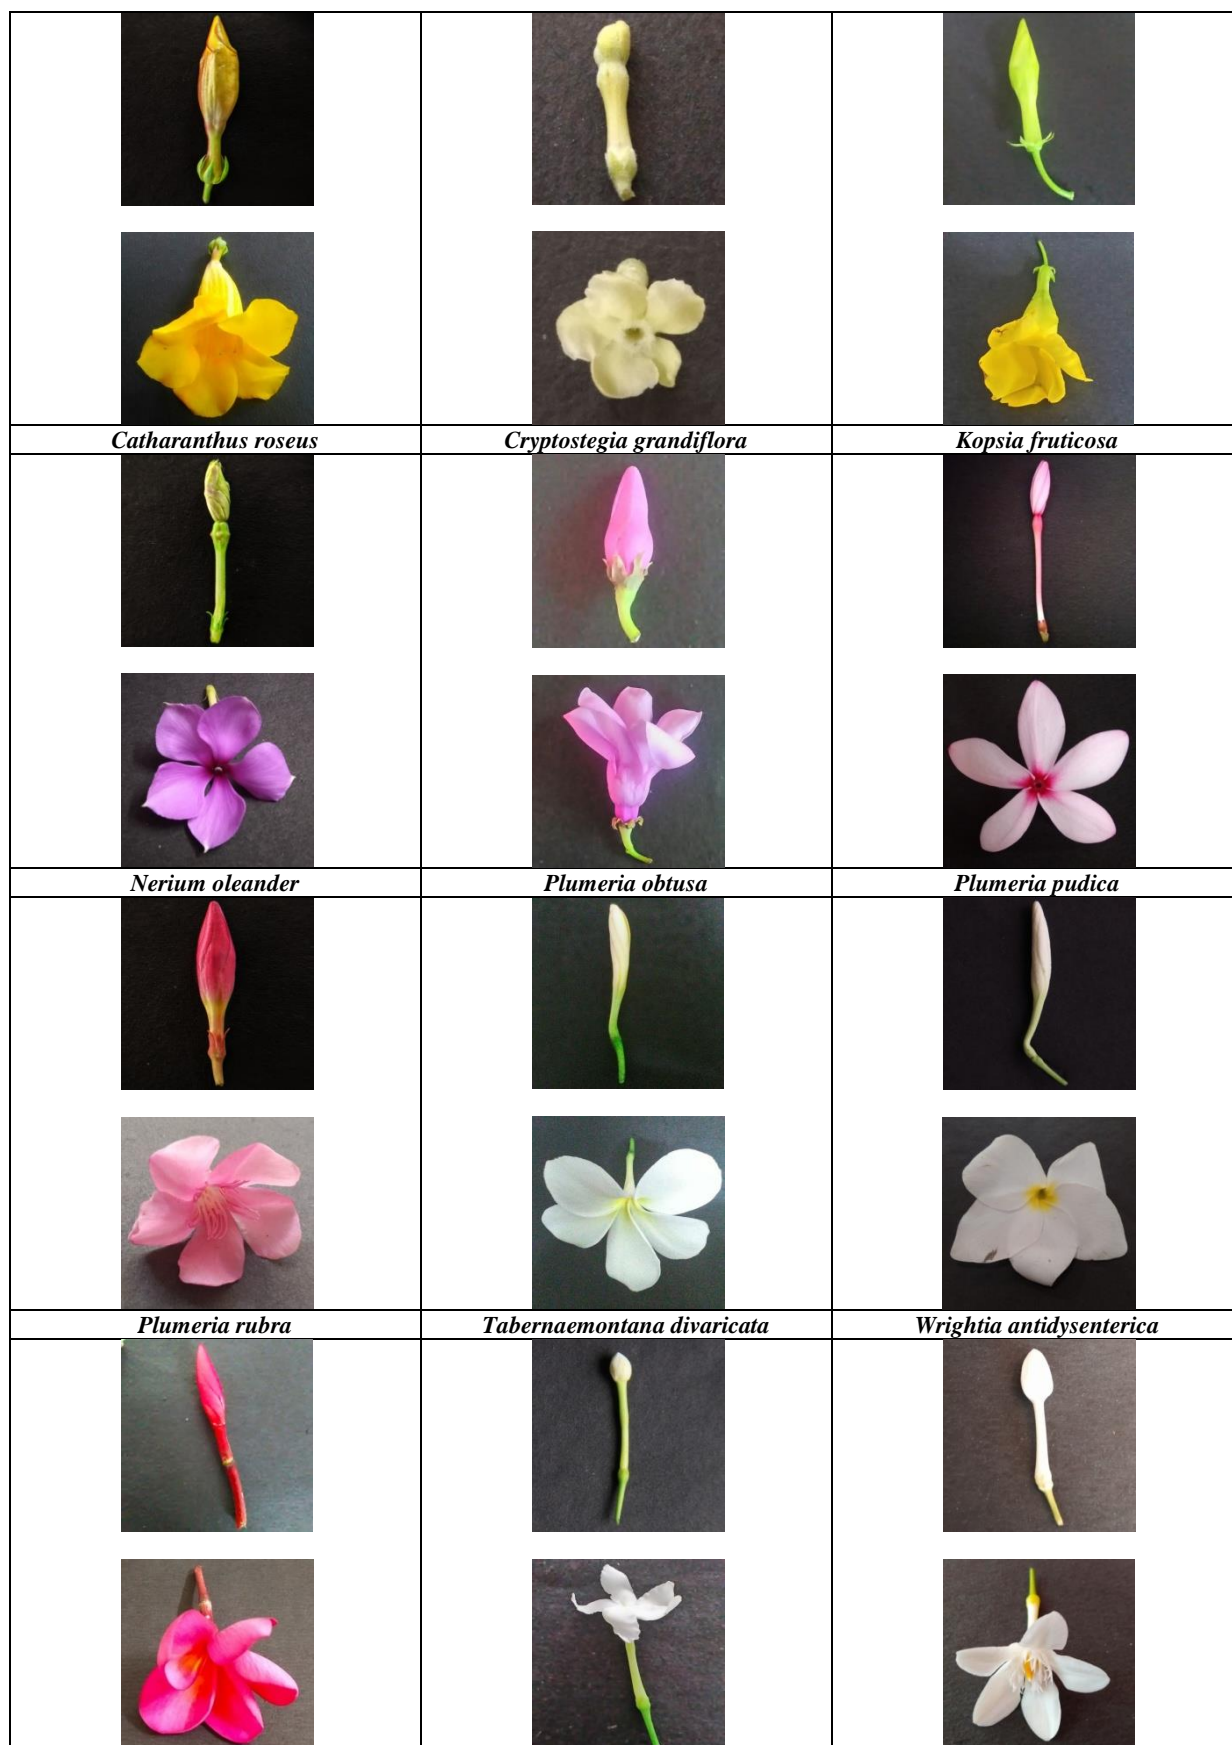 Catharanthus roseus Cryptostegia grandiflora Kopsia fruticosa
Nerium oleander Plumeria obtusa Plumeria pudica
Plumeria rubra Tabernaemontana divaricata Wrightia antidysenterica